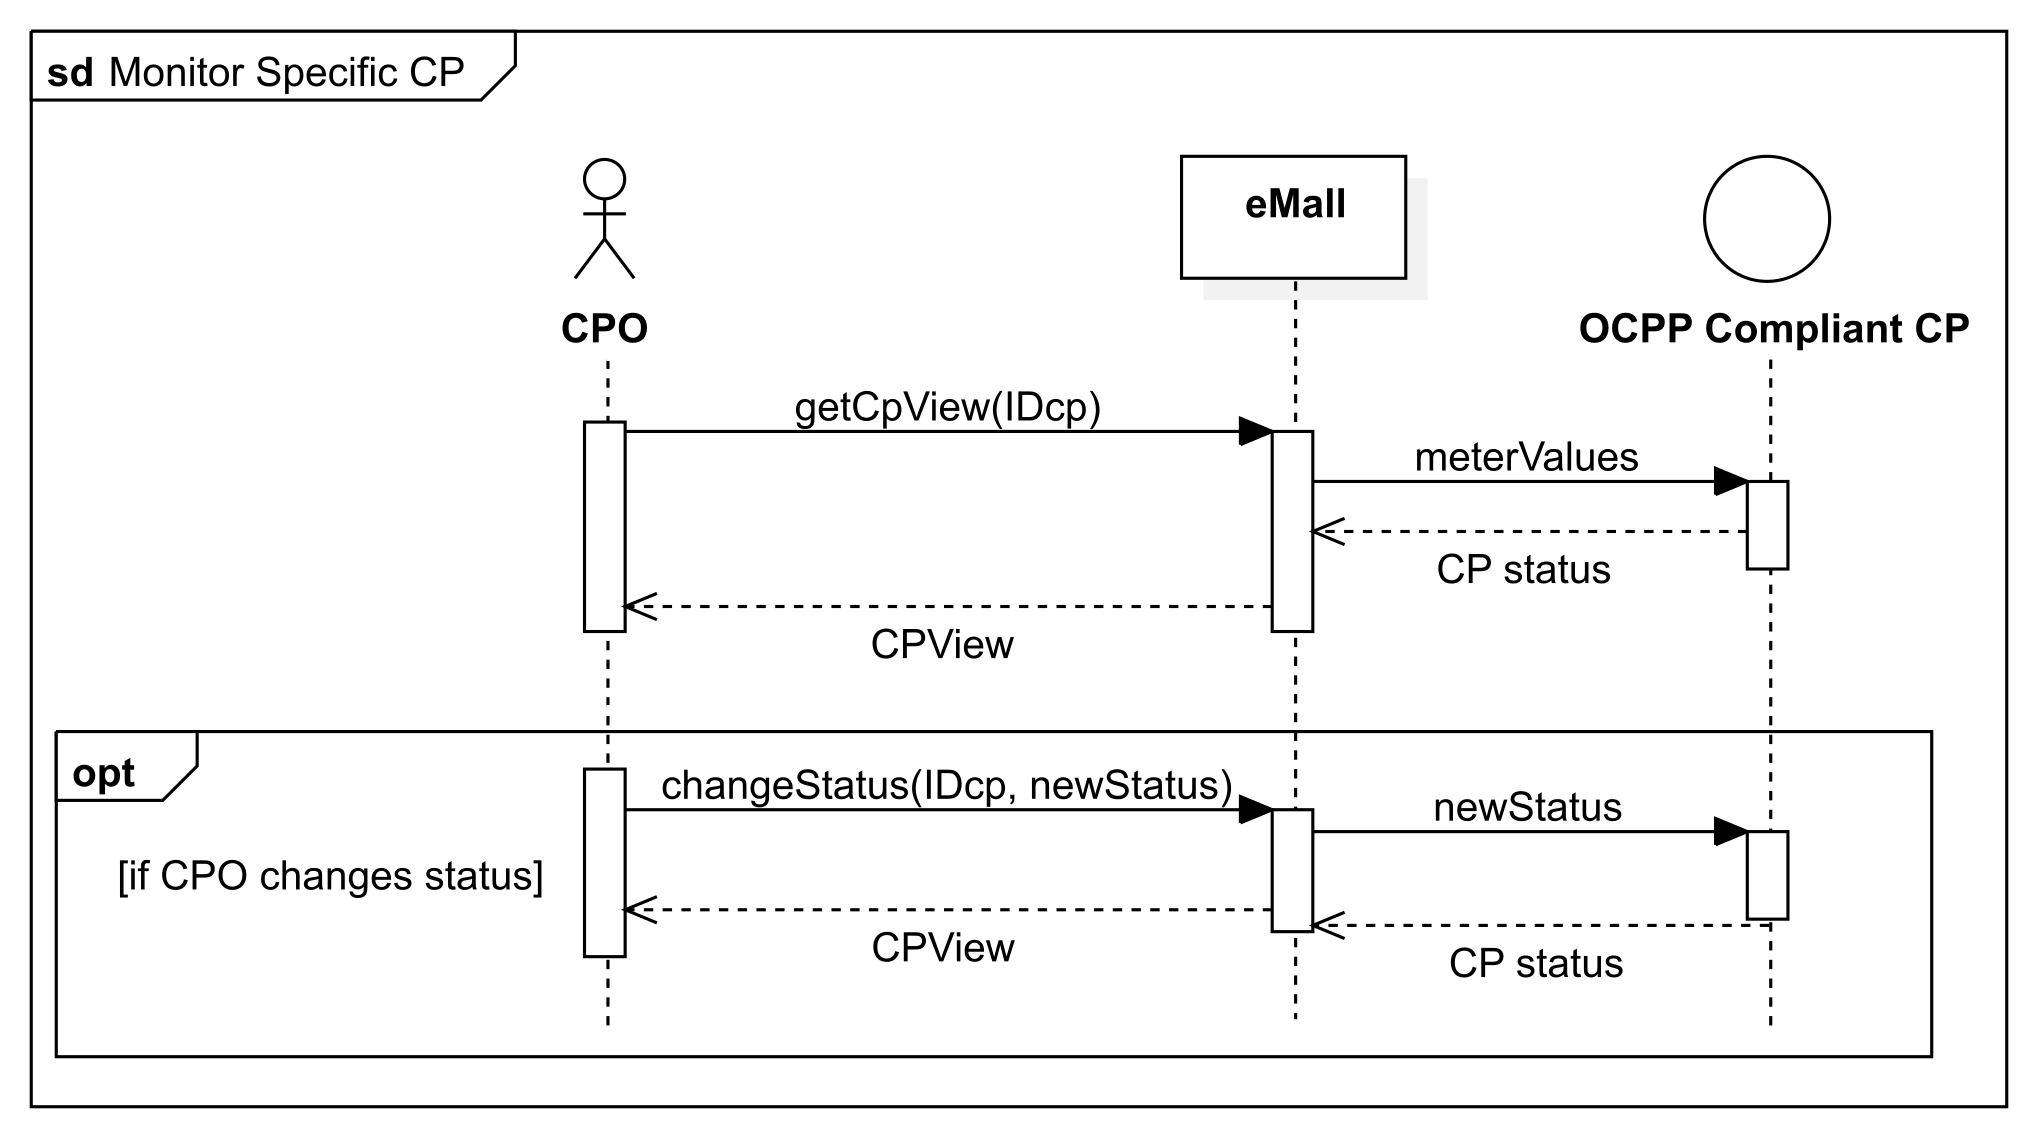 sd Monitor Specific CP
eMall
CPO
OCPP Compliant CP
getCpView(IDcp)
meterValues
CP status
CPView
opt
changeStatus(IDcp, newStatus)
newStatus
[if CPO changes status]
CPView
CP status